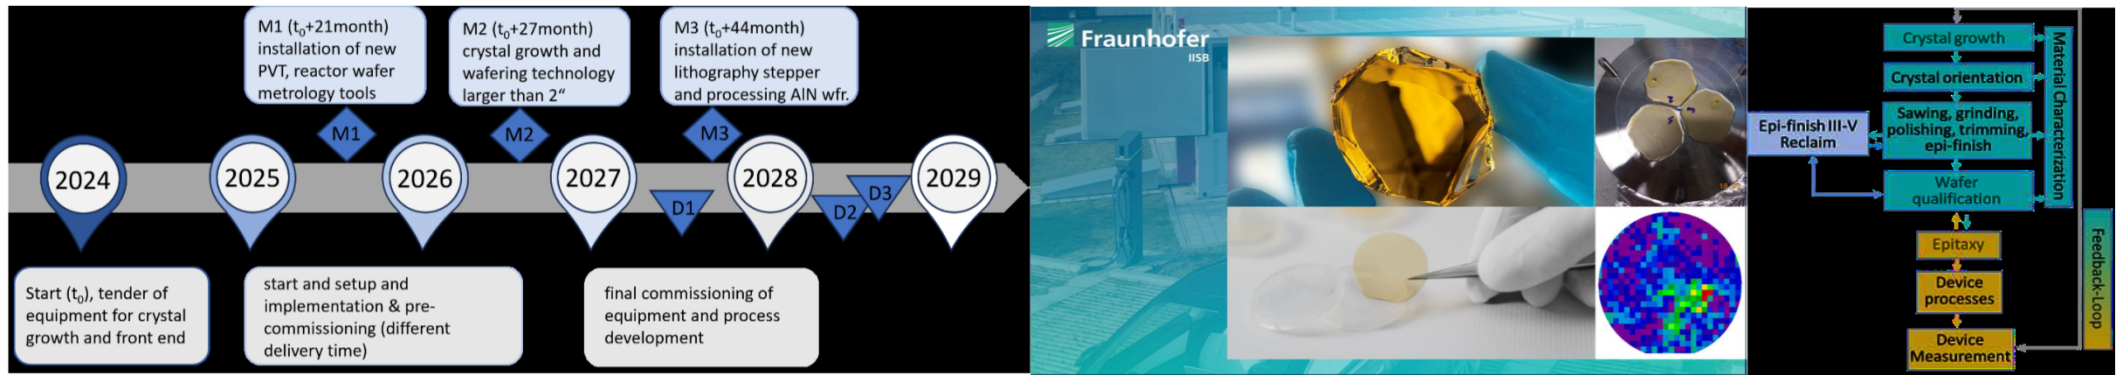 M1 (t0+21month)
installation of new
PVT, reactor wafer
metrology tools
M2 (t0+27month)
crystal growth and
wafering technology
larger than 2“
M3 (t0+44month)
installation of new
lithography stepper
and processing AlN wfr.
M1
M2
M3
2024
2025
2026
2027
2028
2029
D1
D2
D3
Start (t0), tender of
equipment for crystal
growth and front end
start and setup and
implementation & pre-
commissioning (different
delivery time)
final commissioning of
equipment and process
development
Fraunhofer
IISB
Crystal growth
Crystal orientation
Sawing, grinding,
polishing, trimming,
epi-finish
Epi-finish III-V
Reclaim
Wafer
qualification
Material Characterization
Epitaxy
Device
processes
Device
Measurement
Feedback-Loop